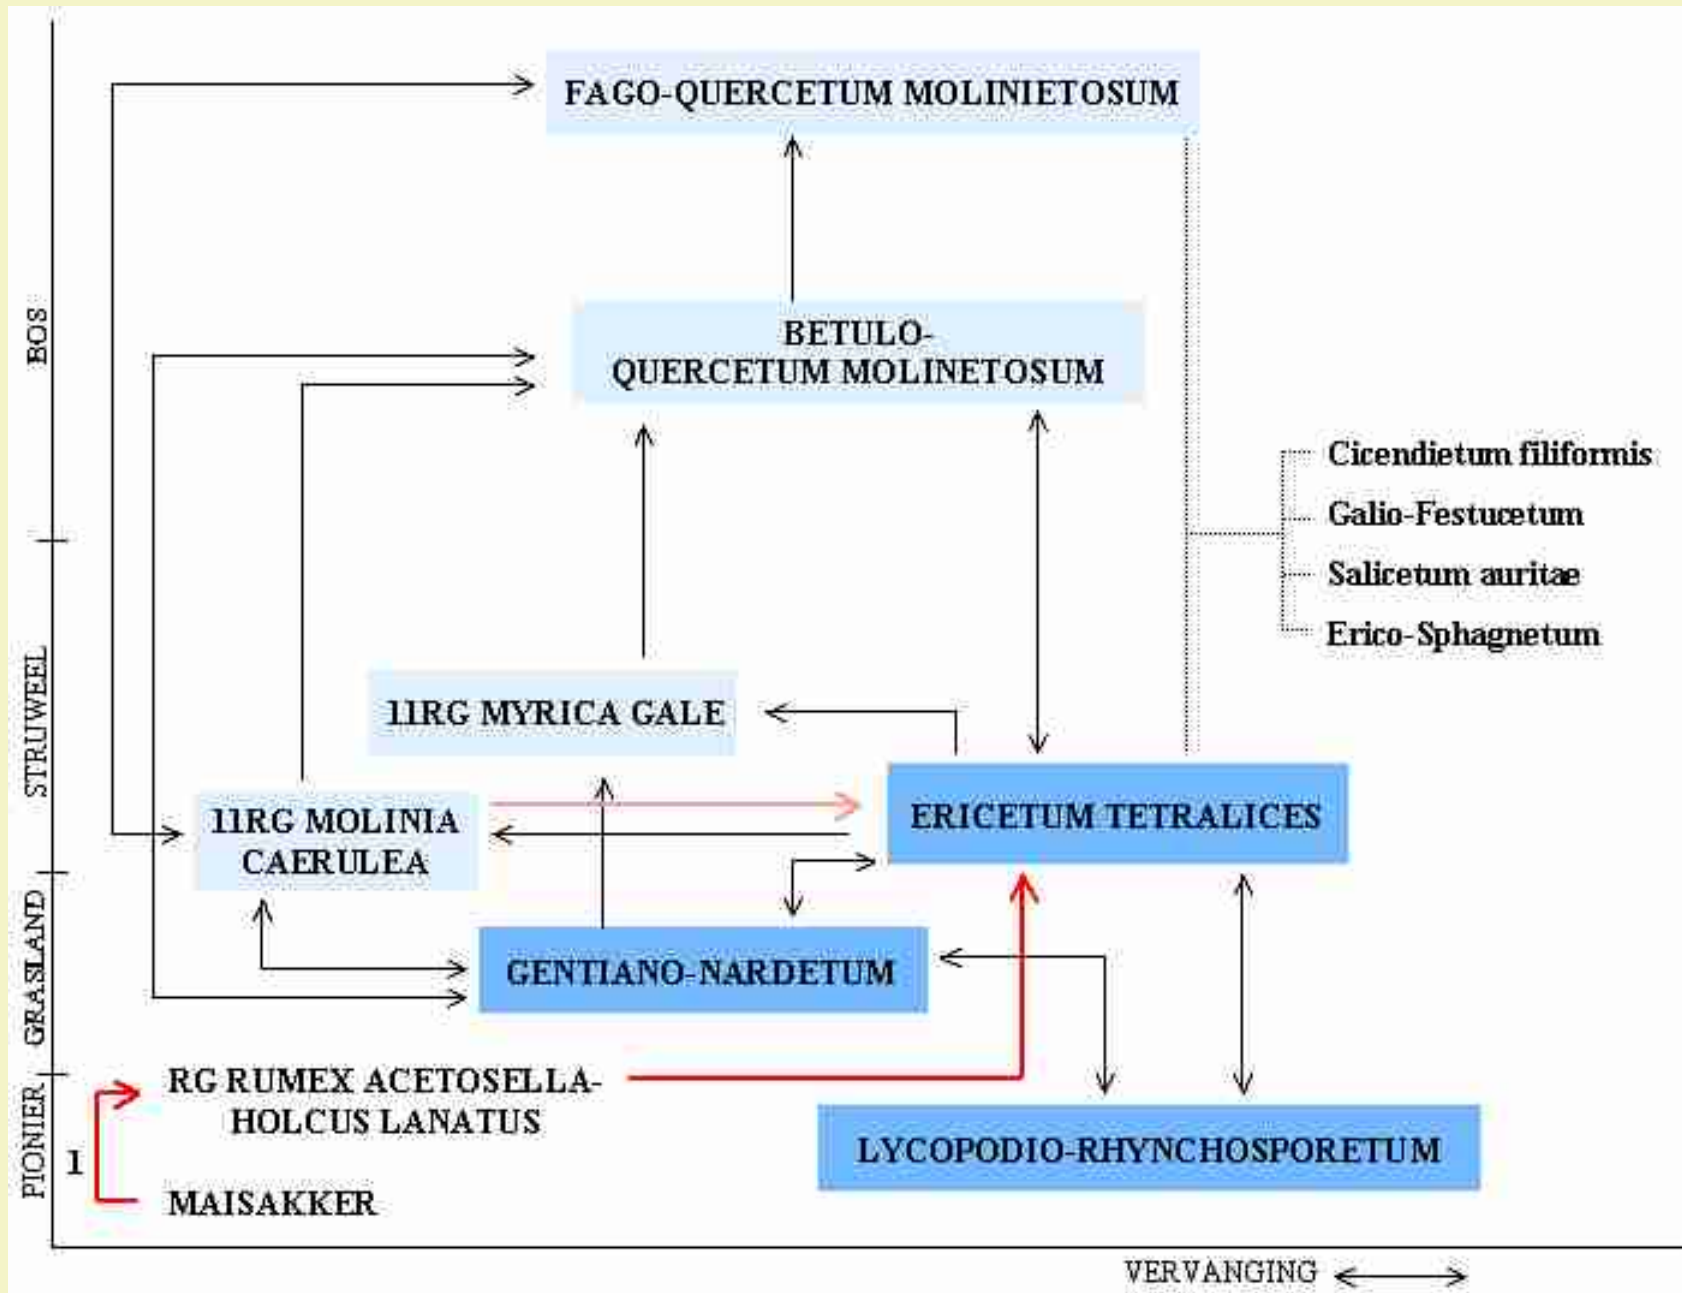 FAGO-QUERCETUM MOLINIETOSUM
BETULO-
QUERCETUM MOLINETOSUM
BOS
Cicendietum filiformis
Galio-Festucetum
Salicetum auritae
Erico-Sphagnetum
STRUWEEL
11RG MYRICA GALE
11RG MOLINIA
CAERULEA
ERICETUM TETRALICES
GRASLAND
GENTIANO-NARDETUM
PIONIER
1
RG RUMEX ACETOSELLA-
HOLCUS LANATUS
LYCOPODIO-RHYNCHOSPORETUM
MAISAKKER
VERVANGING